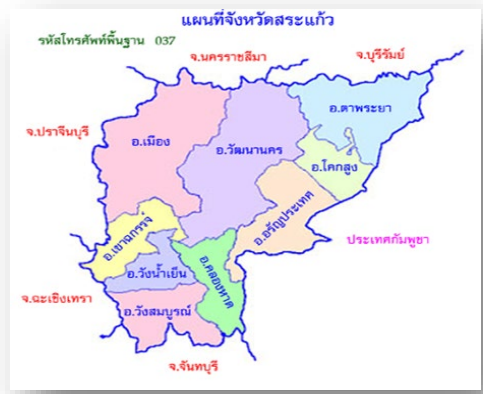 แผนที่จังหวัดสระแก้ว
รหัสโทรศัพท์พื้นฐาน 037
จ.นครราชสีมา
จ.บุรีรัมย์
อ.ตาพระยา
จ.ปราจีนบุรี
อ.เมือง
อ.วัฒนานคร
อ.โคกสูง
อ.อรัญประเทศ
ประเทศกัมพูชา
อ.เขาฉกรรจ์
อ.วังน้ำเย็น
อ.คลองหาด
จ.ฉะเชิงเทรา
อ.วังสมบูรณ์
จ.จันทบุรี